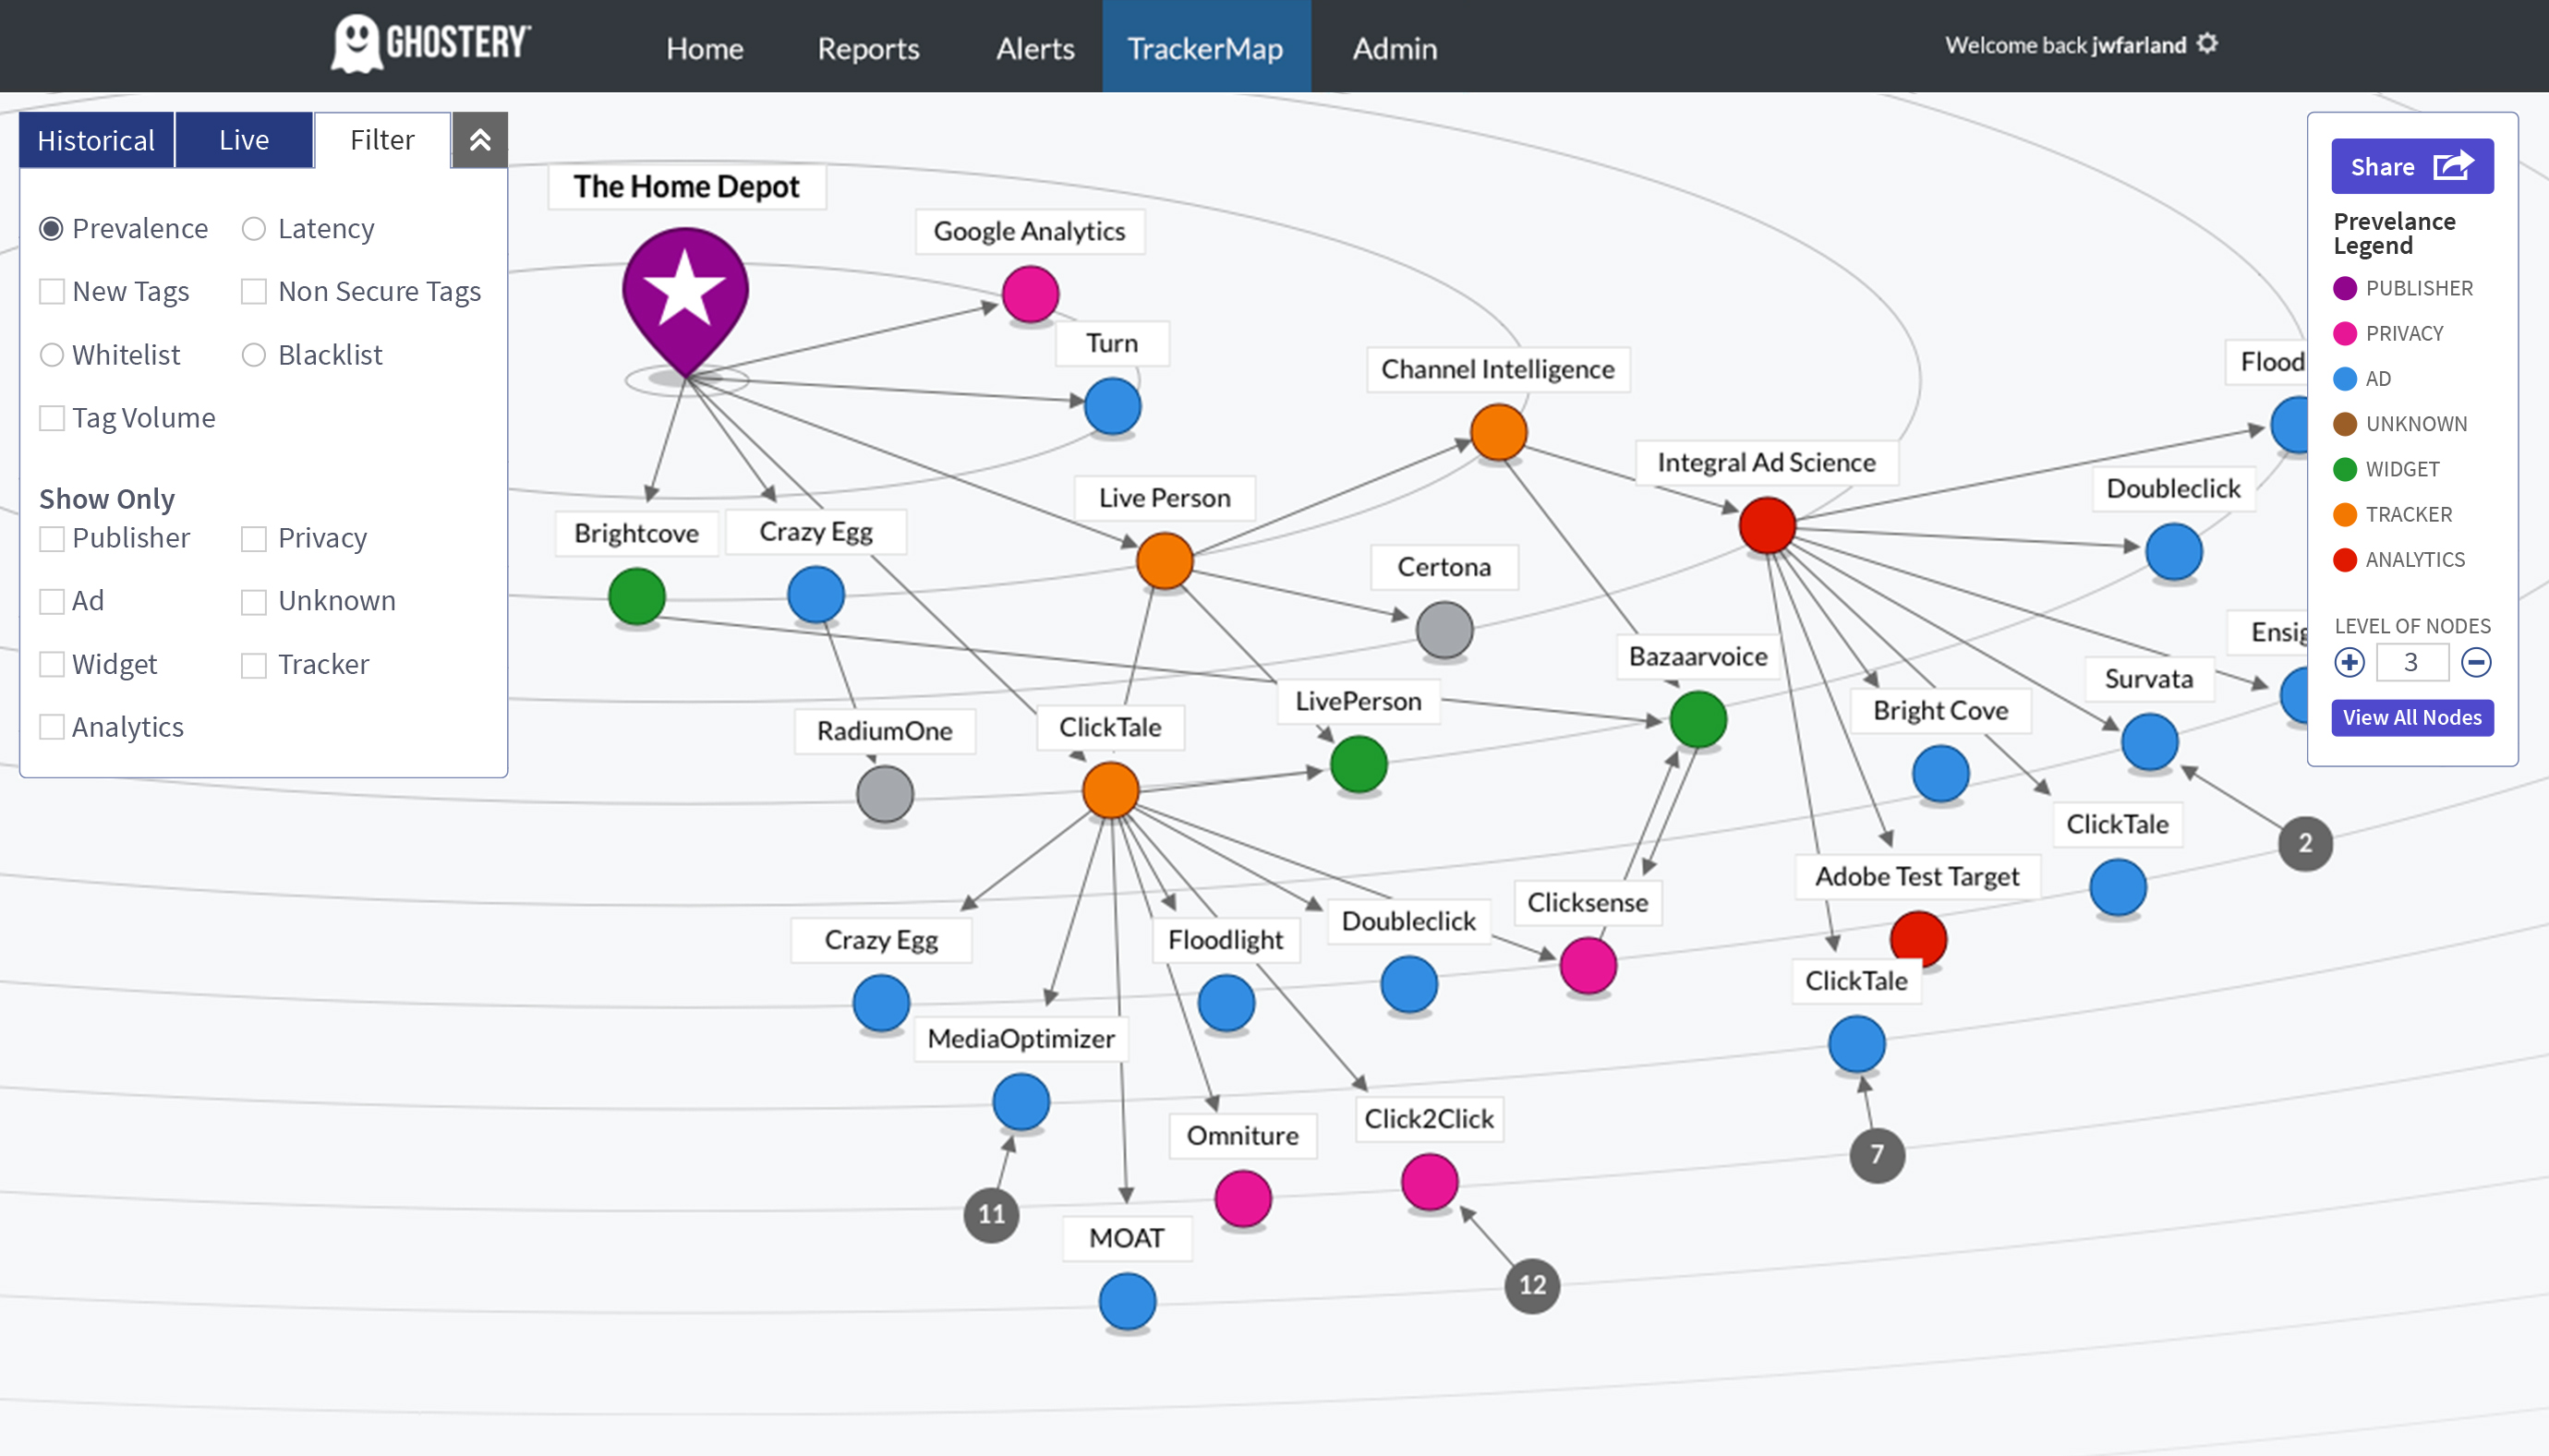 GHOSTERY
Home
Reports
Alerts
TrackerMap
Admin
Welcome back jwfarland
Historical
Live
Filter
Prevalence
Latency
New Tags
Non Secure Tags
Whitelist
Blacklist
Tag Volume
Show Only
Publisher
Privacy
Ad
Unknown
Widget
Tracker
Analytics
The Home Depot
Google Analytics
Turn
Channel Intelligence
Integral Ad Science
Flood
Doubleclick
Live Person
Brightcove
Crazy Egg
Certona
Ensig
Bazaarvoice
Survata
LivePerson
Bright Cove
RadiumOne
ClickTale
ClickTale
2
Adobe Test Target
Clicksense
Doubleclick
Crazy Egg
Floodlight
ClickTale
MediaOptimizer
Click2Click
Omniture
7
11
MOAT
12
Share
Prevelance
Legend
PUBLISHER
PRIVACY
AD
UNKNOWN
WIDGET
TRACKER
ANALYTICS
LEVEL OF NODES
3
View All Nodes